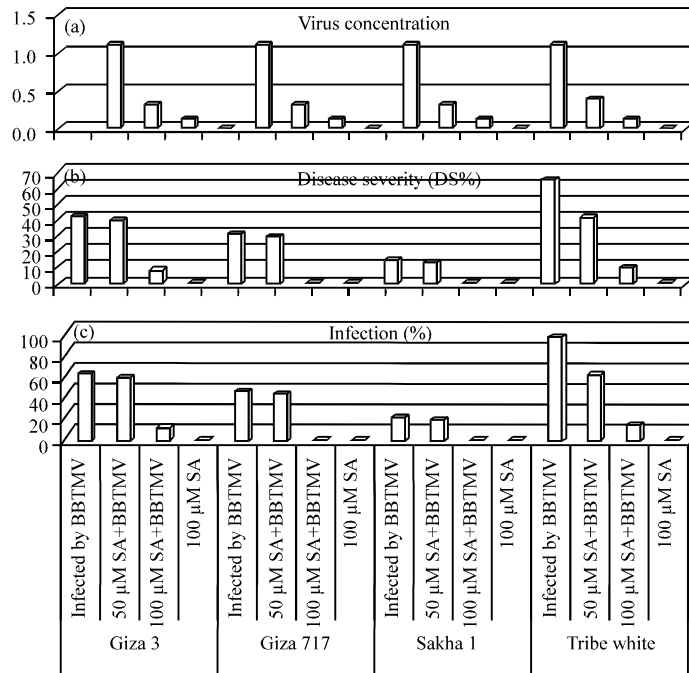 (a)
Virus concentration
1.5
1.0
0.5
0.0
(b)
Disease severity (DS%)
70
60
50
40
30
20
10
0
(c)
Infection (%)
100
80
60
40
20
0
Infected by BBTMV
50 µM SA+BBTMV
100 µM SA+BBTMV
100 µM SA
Infected by BBTMV
50 µM SA+BBTMV
100 µM SA+BBTMV
100 µM SA
Infected by BBTMV
50 µM SA+BBTMV
100 µM SA+BBTMV
100 µM SA
Infected by BBTMV
50 µM SA+BBTMV
100 µM SA+BBTMV
100 µM SA
Giza 3
Giza 717
Sakha 1
Tribe white